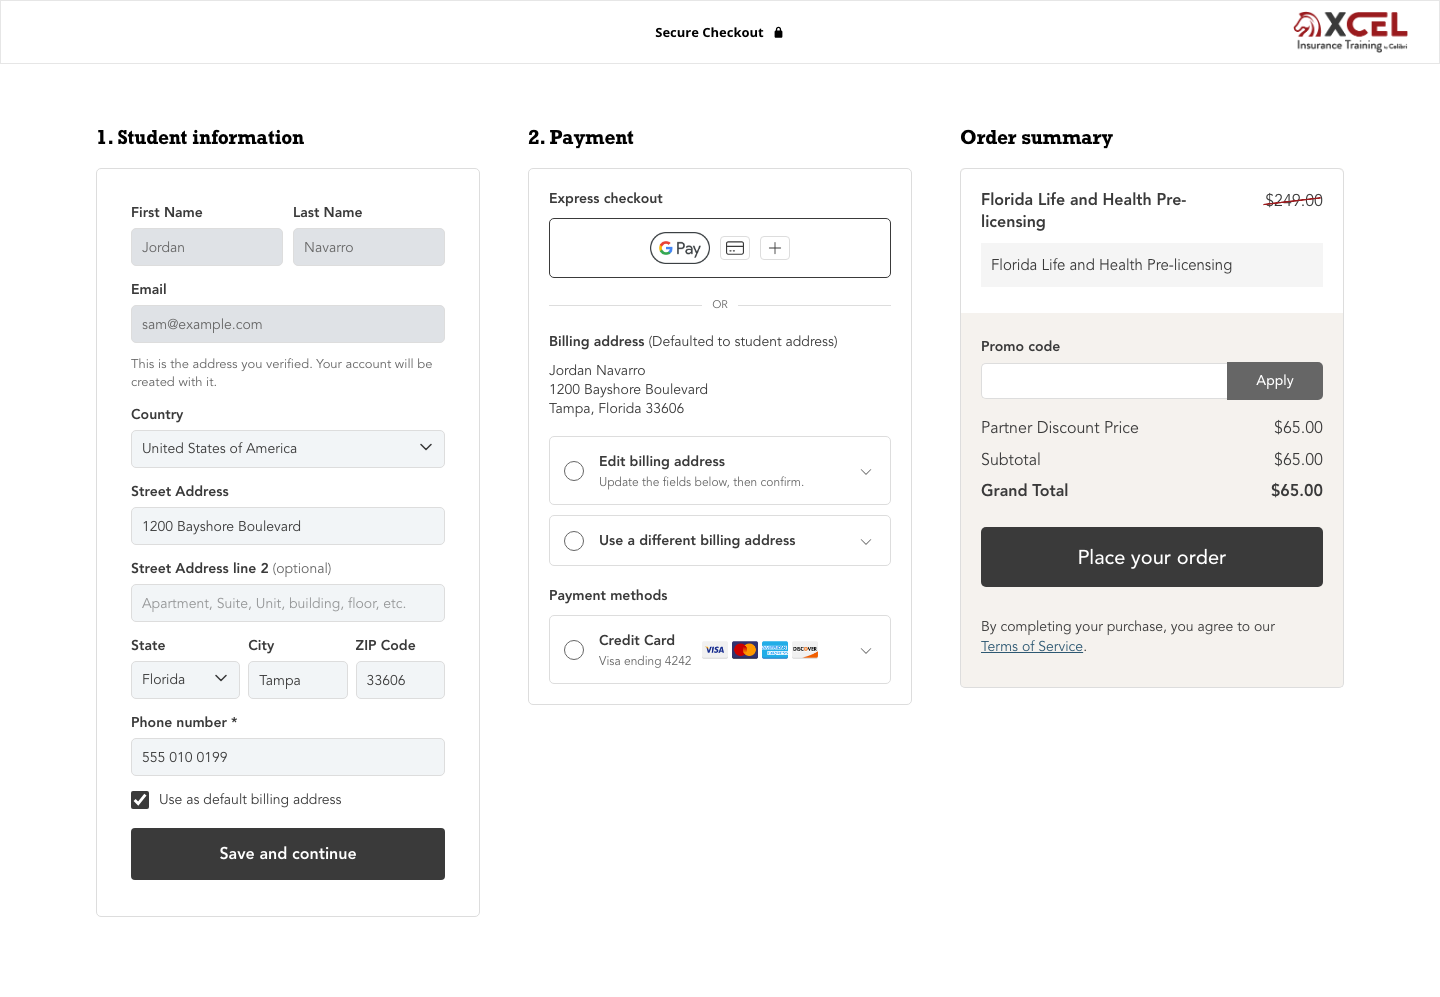 Secure Checkout
XCEL
Insurance Training by Colibri
1. Student information
First Name
Last Name
Jordan
Navarro
Email
sam@example.com
This is the address you verified. Your account will be
created with it.
Country
United States of America
Street Address
1200 Bayshore Boulevard
Street Address line 2 (optional)
Apartment, Suite, Unit, building, floor, etc.
State
City
ZIP Code
Florida
Tampa
33606
Phone number *
555 010 0199
Use as default billing address
Save and continue
2. Payment
Express checkout
G Pay
OR
Billing address (Defaulted to student address)
Jordan Navarro
1200 Bayshore Boulevard
Tampa, Florida 33606
Edit billing address
Update the fields below, then confirm.
Use a different billing address
Payment methods
Credit Card
Visa ending 4242
VISA
DISCOVER
Order summary
Florida Life and Health Pre-
licensing
$249.00
Florida Life and Health Pre-licensing
Promo code
Apply
Partner Discount Price
$65.00
Subtotal
$65.00
Grand Total
$65.00
Place your order
By completing your purchase, you agree to our
Terms of Service.